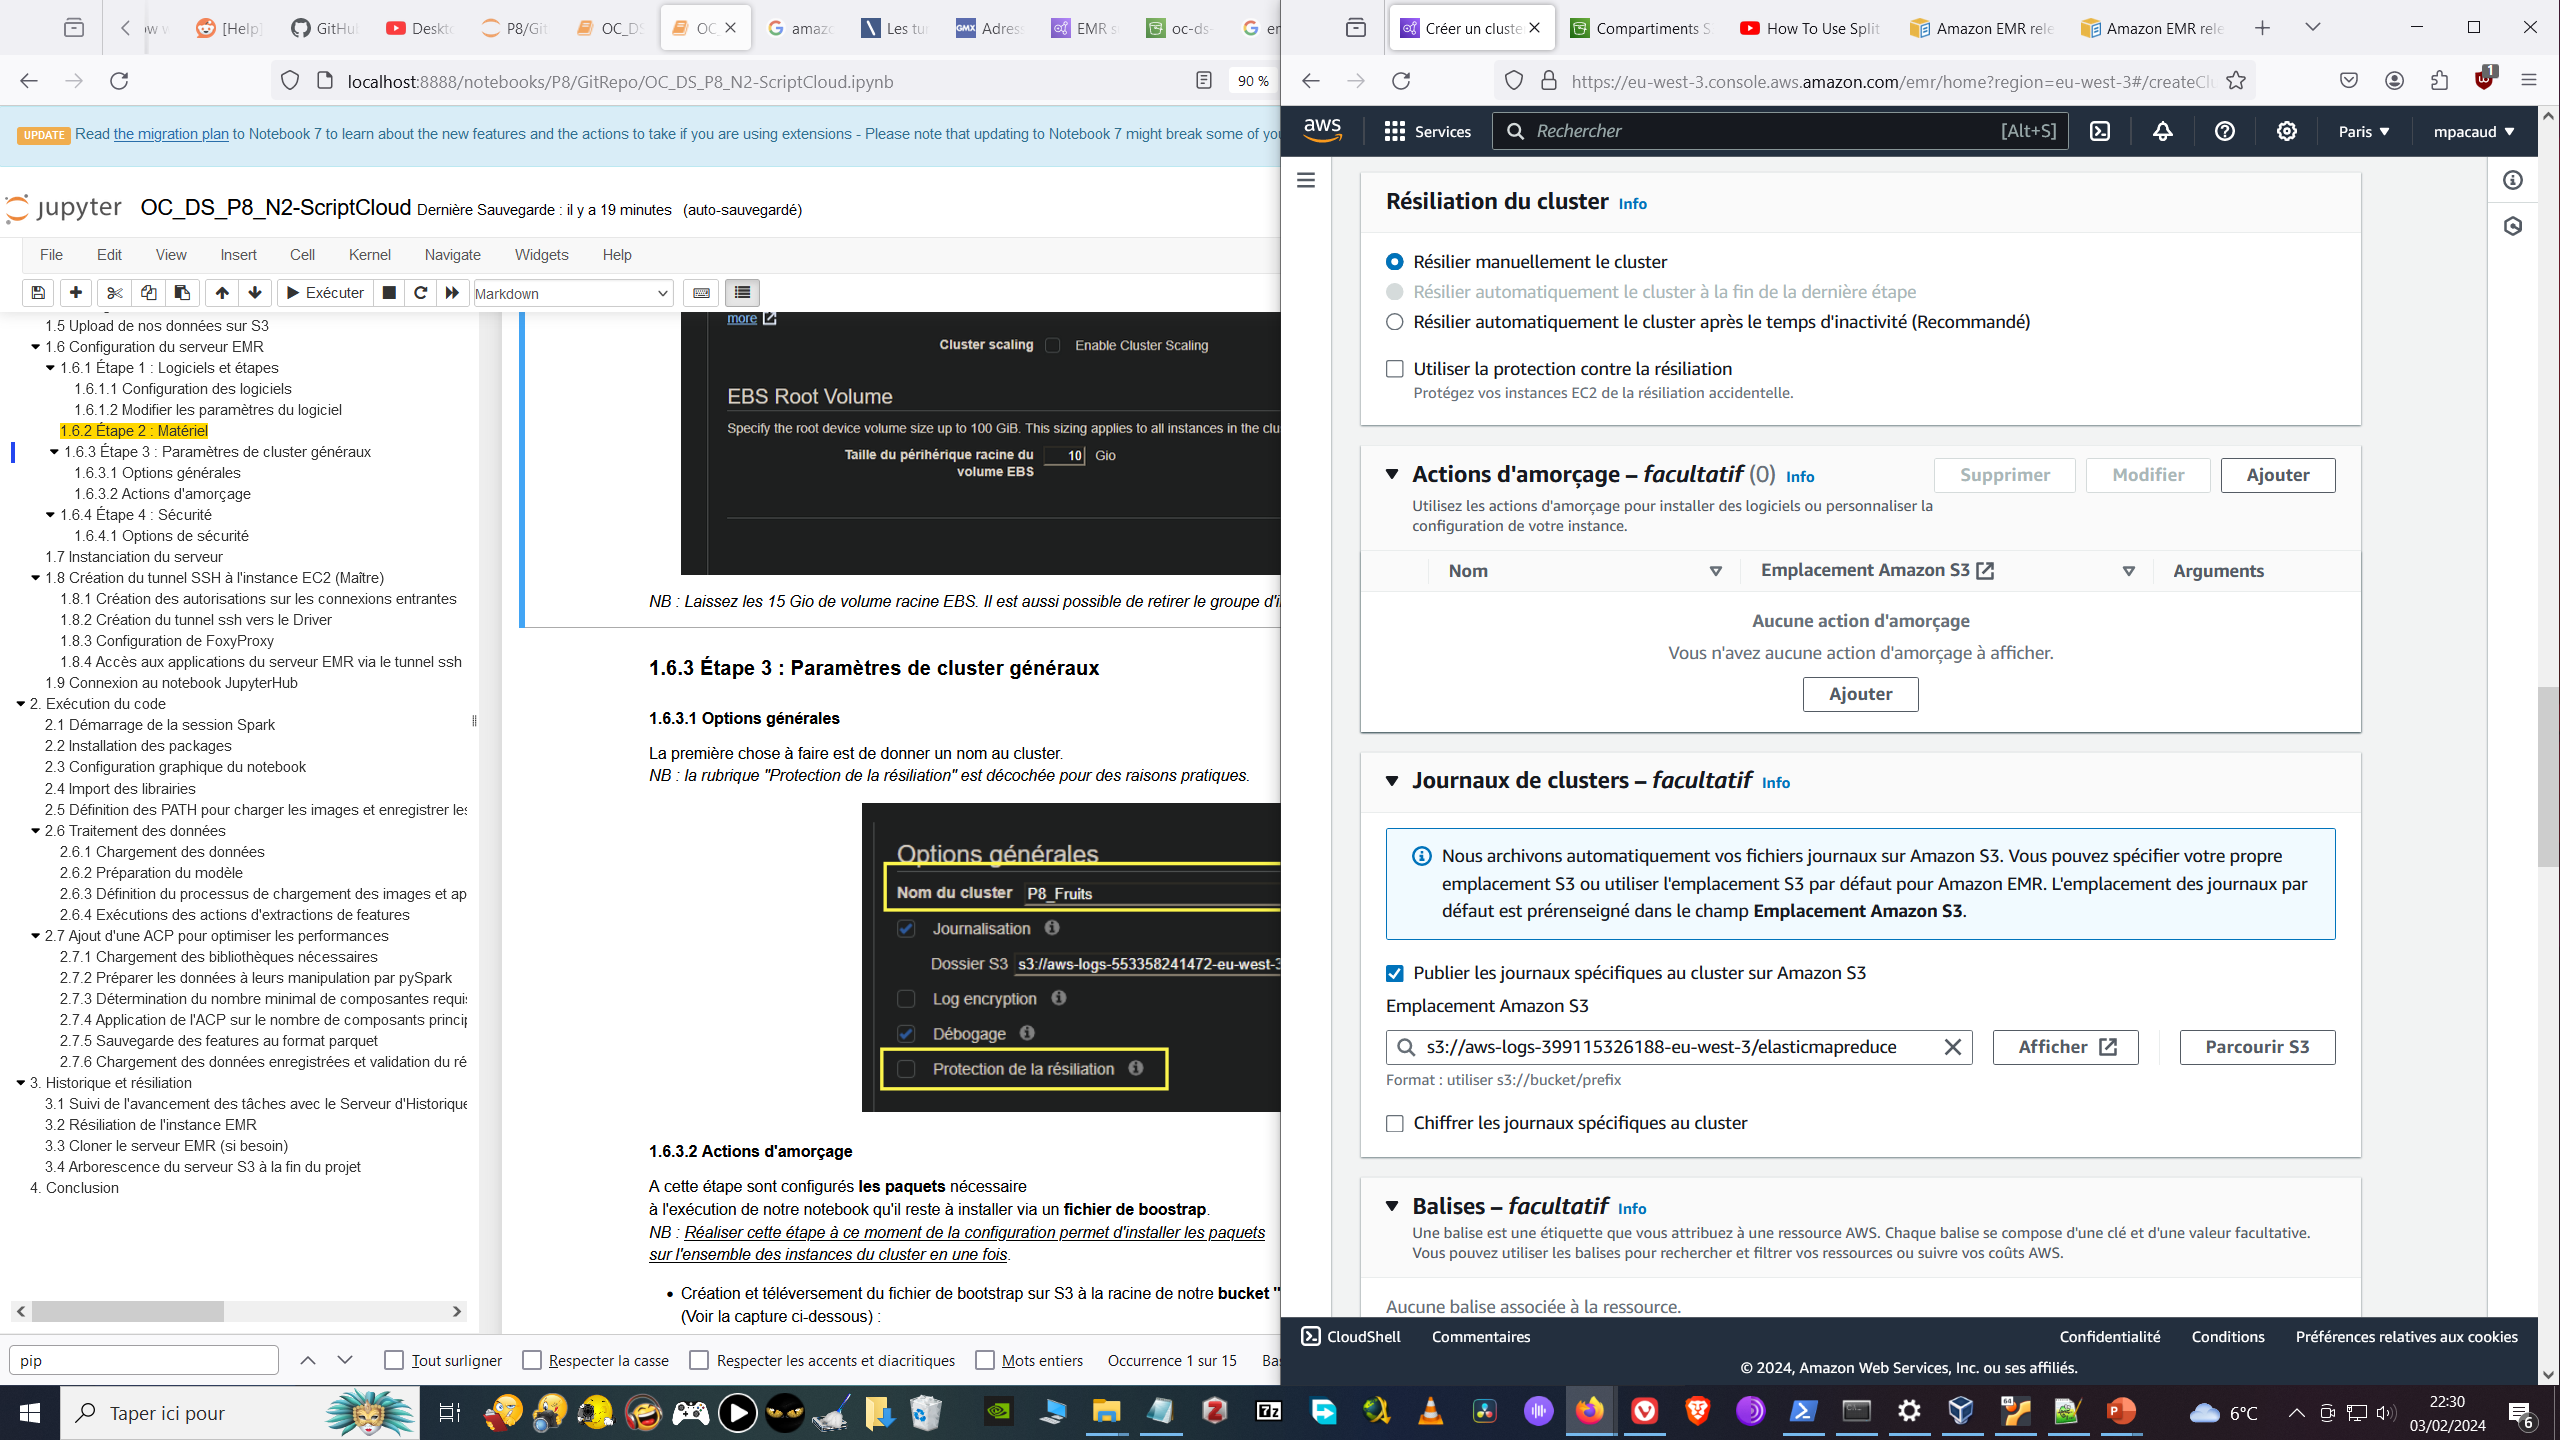 [Help]
GitHub
Deskto
P8/Git
OC_DS
OC_
amazo
Les tu
GMX
Adres
EMR s
oc-ds-
en
localhost:8888/notebooks/P8/GitRepo/OC_DS_P8_N2-ScriptCloud.ipynb
90 %
UPDATE Read the migration plan to Notebook 7 to learn about the new features and the actions to take if you are using extensions - Please note that updating to Notebook 7 might break some of you
jupyter OC_DS_P8_N2-ScriptCloud Dernière Sauvegarde : il y a 19 minutes (auto-sauvegardé)
File Edit View Insert Cell Kernel Navigate Widgets Help
Exécuter Markdown
1.5 Upload de nos données sur S3
1.6 Configuration du serveur EMR
1.6.1 Étape 1 : Logiciels et étapes
1.6.1.1 Configuration des logiciels
1.6.1.2 Modifier les paramètres du logiciel
1.6.2 Étape 2 : Matériel
1.6.3 Étape 3 : Paramètres de cluster généraux
1.6.3.1 Options générales
1.6.3.2 Actions d'amorçage
1.6.4 Étape 4 : Sécurité
1.6.4.1 Options de sécurité
1.7 Instanciation du serveur
1.8 Création du tunnel SSH à l'instance EC2 (Maître)
1.8.1 Création des autorisations sur les connexions entrantes
1.8.2 Création du tunnel ssh vers le Driver
1.8.3 Configuration de FoxyProxy
1.8.4 Accès aux applications du serveur EMR via le tunnel ssh
1.9 Connexion au notebook JupyterHub
2. Exécution du code
2.1 Démarrage de la session Spark
2.2 Installation des packages
2.3 Configuration graphique du notebook
2.4 Import des librairies
2.5 Définition des PATH pour charger les images et enregistrer les
2.6 Traitement des données
2.6.1 Chargement des données
2.6.2 Préparation du modèle
2.6.3 Définition du processus de chargement des images et ap
2.6.4 Exécutions des actions d'extractions de features
2.7 Ajout d'une ACP pour optimiser les performances
2.7.1 Chargement des bibliothèques nécessaires
2.7.2 Préparer les données à leurs manipulation par pySpark
2.7.3 Détermination du nombre minimal de composantes requis
2.7.4 Application de l'ACP sur le nombre de composants princip
2.7.5 Sauvegarde des features au format parquet
2.7.6 Chargement des données enregistrées et validation du ré
3. Historique et résiliation
3.1 Suivi de l'avancement des tâches avec le Serveur d'Historique
3.2 Résiliation de l'instance EMR
3.3 Cloner le serveur EMR (si besoin)
3.4 Arborescence du serveur S3 à la fin du projet
4. Conclusion
more
Cluster scaling Enable Cluster Scaling
EBS Root Volume
Specify the root device volume size up to 100 GiB. This sizing applies to all instances in the clu
Taille du périhérique racine du
volume EBS
10 Gio
NB : Laissez les 15 Gio de volume racine EBS. Il est aussi possible de retirer le groupe d'i
1.6.3 Étape 3 : Paramètres de cluster généraux
1.6.3.1 Options générales
La première chose à faire est de donner un nom au cluster.
NB : la rubrique "Protection de la résiliation" est décochée pour des raisons pratiques.
Options générales
Nom du cluster P8_Fruits
Journalisation
Dossier S3 s3://aws-logs-553358241472-eu-west-3
Log encryption
Débogage
Protection de la résiliation
1.6.3.2 Actions d'amorçage
A cette étape sont configurés les paquets nécessaire
à l'exécution de notre notebook qu'il reste à installer via un fichier de boostrap.
NB : Réaliser cette étape à ce moment de la configuration permet d'installer les paquets
sur l'ensemble des instances du cluster en une fois.
Création et téléversement du fichier de bootstrap sur S3 à la racine de notre bucket "
(Voir la capture ci-dessous) :
pip
Tout surligner Respecter la casse Respecter les accents et diacritiques Mots entiers Occurrence 1 sur 15 Bas
Créer un cluste
Compartiments S
How To Use Split
Amazon EMR rele
Amazon EMR rele
1
https://eu-west-3.console.aws.amazon.com/emr/home?region=eu-west-3#/createClu
aws Services Rechercher [Alt+S] Paris mpacaud
Résiliation du cluster Info
Résilier manuellement le cluster
Résilier automatiquement le cluster à la fin de la dernière étape
Résilier automatiquement le cluster après le temps d'inactivité (Recommandé)
Utiliser la protection contre la résiliation
Protégez vos instances EC2 de la résiliation accidentelle.
Actions d'amorçage – facultatif (0) Info
Supprimer Modifier Ajouter
Utilisez les actions d'amorçage pour installer des logiciels ou personnaliser la
configuration de votre instance.
Nom Emplacement Amazon S3 Arguments
Aucune action d'amorçage
Vous n'avez aucune action d'amorçage à afficher.
Ajouter
Journaux de clusters – facultatif Info
Nous archivons automatiquement vos fichiers journaux sur Amazon S3. Vous pouvez spécifier votre propre
emplacement S3 ou utiliser l'emplacement S3 par défaut pour Amazon EMR. L'emplacement des journaux par
défaut est prérenseigné dans le champ Emplacement Amazon S3.
Publier les journaux spécifiques au cluster sur Amazon S3
Emplacement Amazon S3
s3://aws-logs-399115326188-eu-west-3/elasticmapreduce
Afficher Parcourir S3
Format : utiliser s3://bucket/prefix
Chiffrer les journaux spécifiques au cluster
Balises – facultatif Info
Une balise est une étiquette que vous attribuez à une ressource AWS. Chaque balise se compose d'une clé et d'une valeur facultative.
Vous pouvez utiliser les balises pour rechercher et filtrer vos ressources ou suivre vos coûts AWS.
Aucune balise associée à la ressource.
CloudShell Commentaires Confidentialité Conditions Préférences relatives aux cookies
© 2024, Amazon Web Services, Inc. ou ses affiliés.
Taper ici pour
6°C
22:30
03/02/2024
6